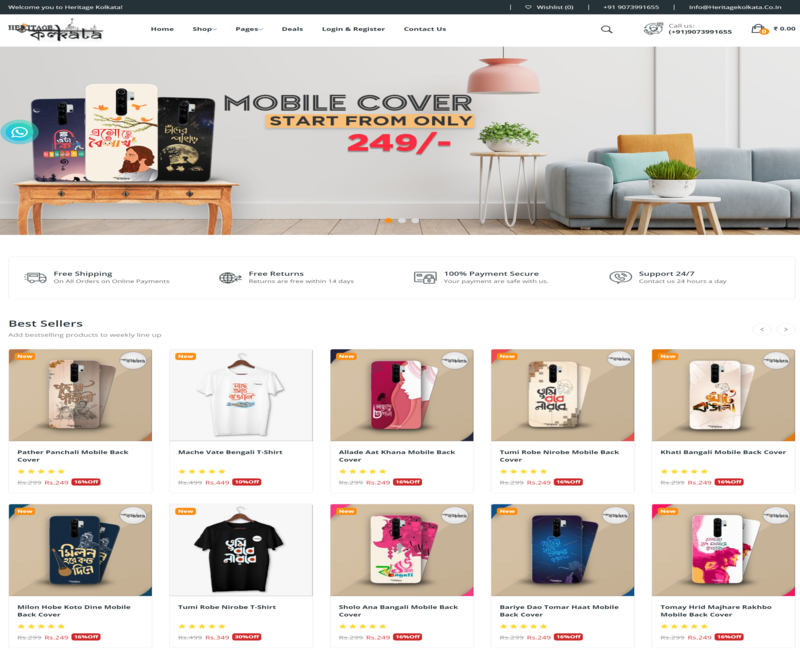 Welcome you to Heritage Kolkata!
| Wishlist (0) | +91 9073991655 | Info@Heritagekolkata.Co.In
HERITAGE
কলকাতা
Home Shop Pages Deals Login & Register Contact Us
Call us:
(+91)9073991655
0 ₹ 0.00
MOBILE COVER
START FROM ONLY
249/-
এসো হে
বৈশাখ
চাঁদের
পাহাড়
Free Shipping
On All Orders on Online Payments
Free Returns
Returns are free within 14 days
100% Payment Secure
Your payment are safe with us.
Support 24/7
Contact us 24 hours a day
Best Sellers
Add bestselling products to weekly line up
< >
New New New New New
Pather Panchali Mobile Back
Cover
Rs.299 Rs.249 16%Off
Mache Vate Bengali T-Shirt
Rs.499 Rs.449 10%Off
Allade Aat Khana Mobile Back
Cover
Rs.299 Rs.249 16%Off
তুমি
রবে
নীরবে
Tumi Robe Nirobe Mobile Back
Cover
Rs.299 Rs.249 16%Off
Khati Bangali Mobile Back Cover
Rs.299 Rs.249 16%Off
New New New New New
মিলন
হবে কত
দিনে
Milon Hobe Koto Dine Mobile
Back Cover
Rs.299 Rs.249 16%Off
তুমি
রবে
নীরবে
Tumi Robe Nirobe T-Shirt
Rs.499 Rs.349 30%Off
Sholo Ana Bangali Mobile Back
Cover
Rs.299 Rs.249 16%Off
Bariye Dao Tomar Haat Mobile
Back Cover
Rs.299 Rs.249 16%Off
Tomay Hrid Majhare Rakhbo
Mobile Back Cover
Rs.299 Rs.249 16%Off